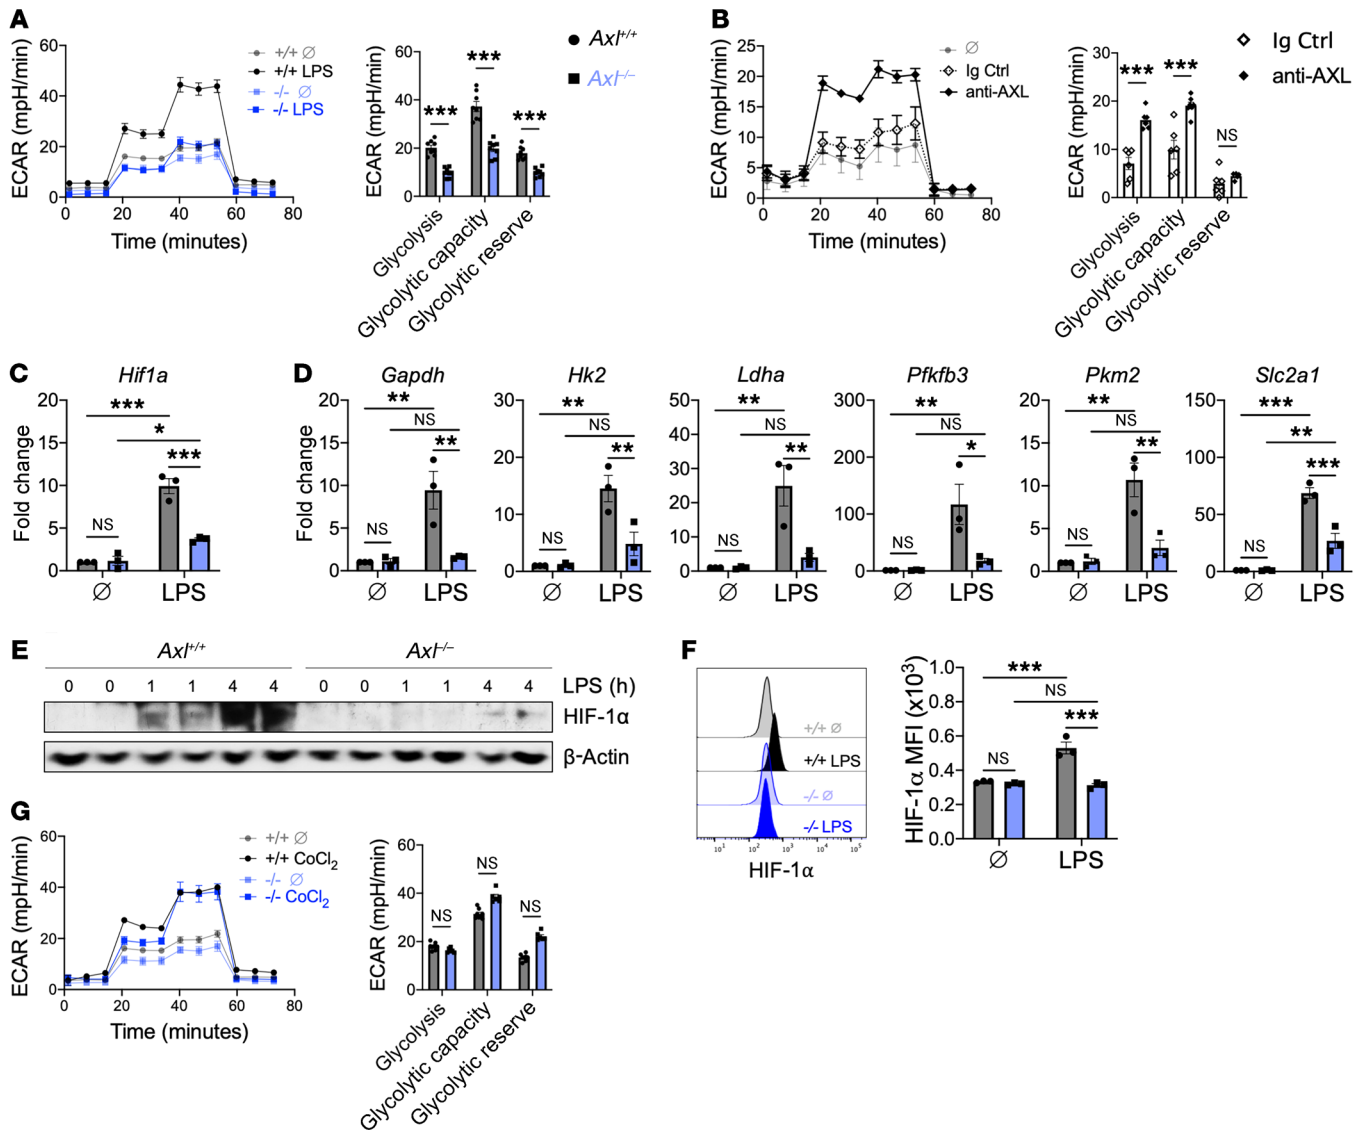 A
ECAR (mpH/min)
60
40
20
0
0
20
40
60
80
Time (minutes)
+/+ ∅
+/+ LPS
-/- ∅
-/- LPS
ECAR (mpH/min)
60
40
20
0
***
***
***
Glycolysis
Glycolytic capacity
Glycolytic reserve
Axl+/+
Axl–/–
B
ECAR (mpH/min)
25
20
15
10
5
0
0
20
40
60
80
Time (minutes)
∅
Ig Ctrl
anti-AXL
ECAR (mpH/min)
30
20
10
0
***
***
NS
Glycolysis
Glycolytic capacity
Glycolytic reserve
Ig Ctrl
anti-AXL
C
Hif1a
Fold change
20
15
10
5
0
***
*
***
NS
∅
LPS
D
Gapdh
Fold change
20
15
10
5
0
**
NS
**
NS
∅
LPS
Hk2
30
20
10
0
**
NS
**
NS
∅
LPS
Ldha
50
40
30
20
10
0
**
NS
**
NS
∅
LPS
Pfkfb3
300
200
100
0
**
NS
*
NS
∅
LPS
Pkm2
20
15
10
5
0
**
NS
**
NS
∅
LPS
Slc2a1
150
100
50
0
***
**
***
NS
∅
LPS
E
Axl+/+
Axl–/–
0 0 1 1 4 4 0 0 1 1 4 4 LPS (h)
HIF-1α
β-Actin
F
+/+ ∅
+/+ LPS
-/- ∅
-/- LPS
10¹ 10² 10³ 10⁴ 10⁵
HIF-1α
HIF-1α MFI (x10³)
1.0
0.8
0.6
0.4
0.2
0.0
***
NS
***
NS
∅
LPS
G
ECAR (mpH/min)
60
40
20
0
0
20
40
60
80
Time (minutes)
+/+ ∅
+/+ CoCl₂
-/- ∅
-/- CoCl₂
ECAR (mpH/min)
60
40
20
0
NS
NS
NS
Glycolysis
Glycolytic capacity
Glycolytic reserve